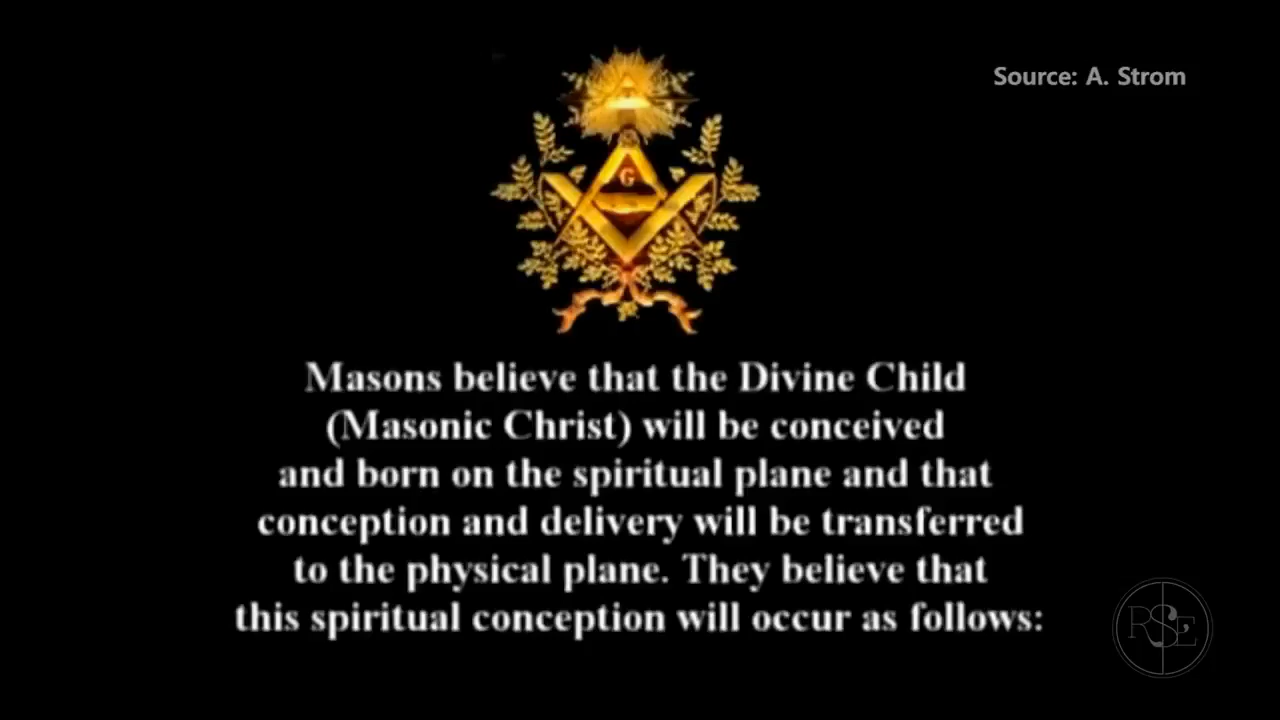 Source: A. Strom
G
Masons believe that the Divine Child
(Masonic Christ) will be conceived
and born on the spiritual plane and that
conception and delivery will be transferred
to the physical plane. They believe that
this spiritual conception will occur as follows:
RSE